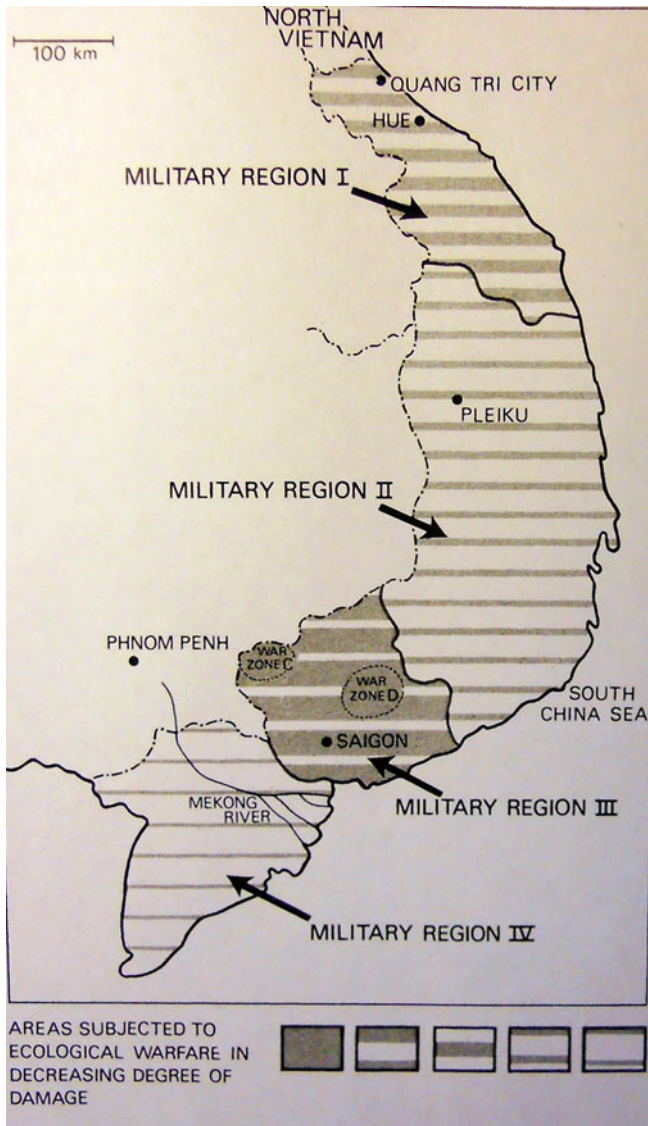 NORTH
VIETNAM
100 km
QUANG TRI CITY
HUE
MILITARY REGION I
PLEIKU
MILITARY REGION II
PHNOM PENH
WAR
ZONE C
WAR
ZONE D
SOUTH
CHINA SEA
SAIGON
MEKONG
RIVER
MILITARY REGION III
MILITARY REGION IV
AREAS SUBJECTED TO
ECOLOGICAL WARFARE IN
DECREASING DEGREE OF
DAMAGE